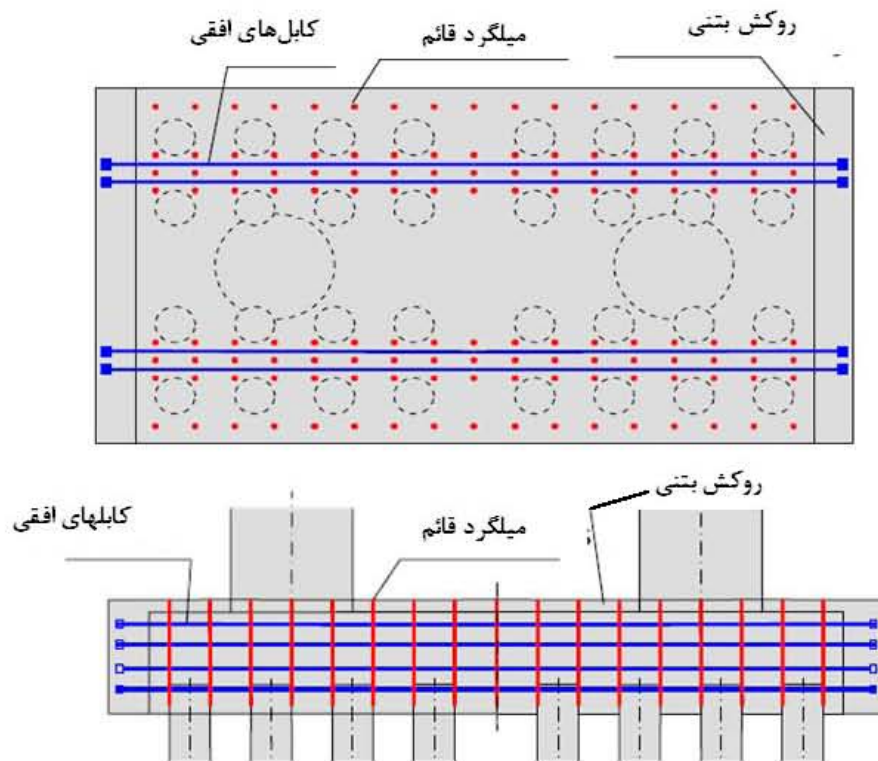 روکش بتنی
میلگرد قائم
کابل‌های افقی
روکش بتنی
میلگرد قائم
کابلهای افقی